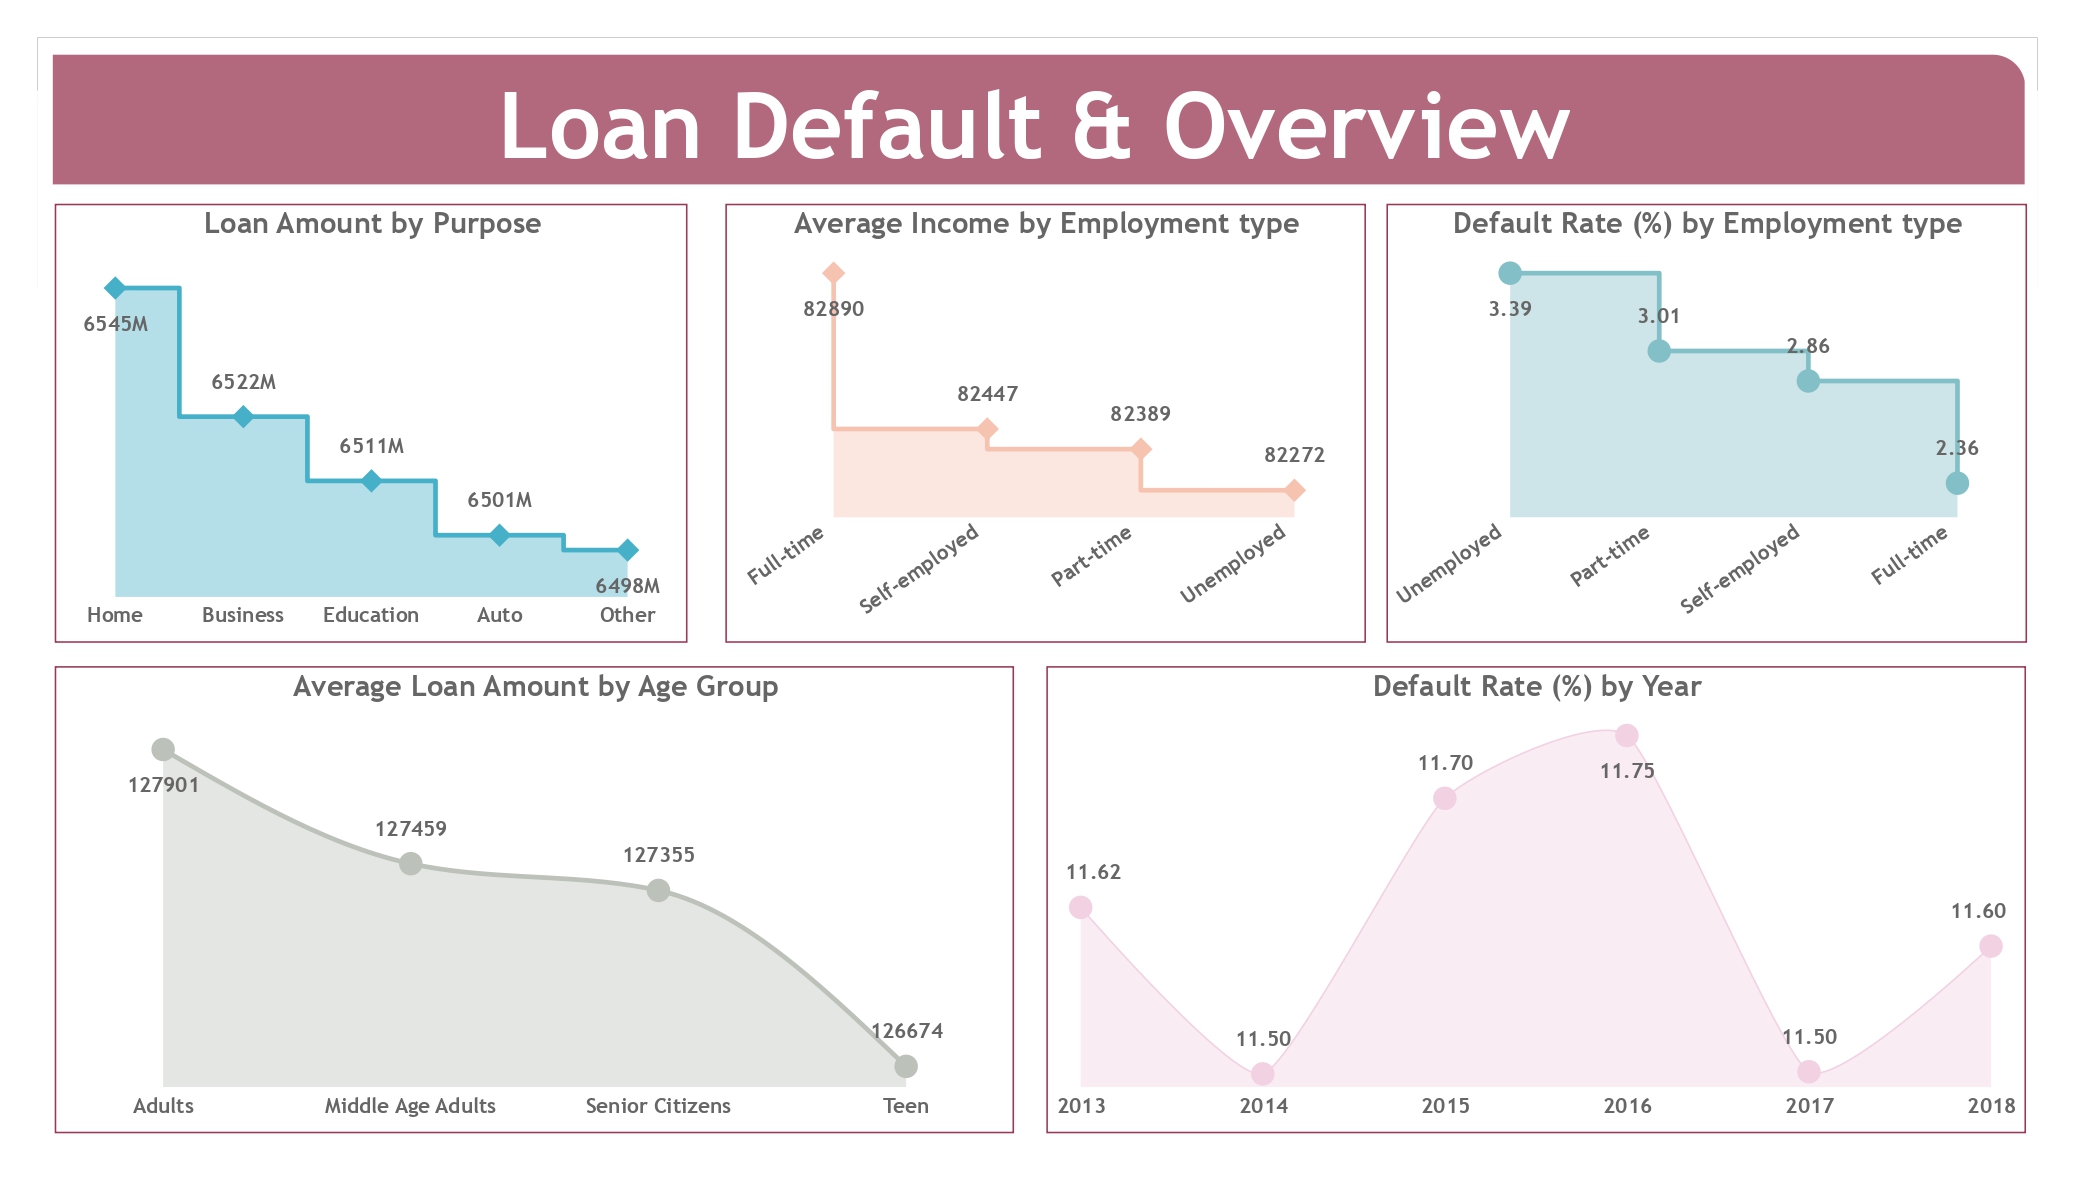 Loan Default & Overview
Loan Amount by Purpose
6545M
6522M
6511M
6501M
6498M
Home Business Education Auto Other
Average Income by Employment type
82890
82447
82389
82272
Full-time Self-employed Part-time Unemployed
Default Rate (%) by Employment type
3.39
3.01
2.86
2.36
Unemployed Part-time Self-employed Full-time
Average Loan Amount by Age Group
127901
127459
127355
126674
Adults Middle Age Adults Senior Citizens Teen
Default Rate (%) by Year
11.62
11.50
11.70
11.75
11.50
11.60
2013 2014 2015 2016 2017 2018